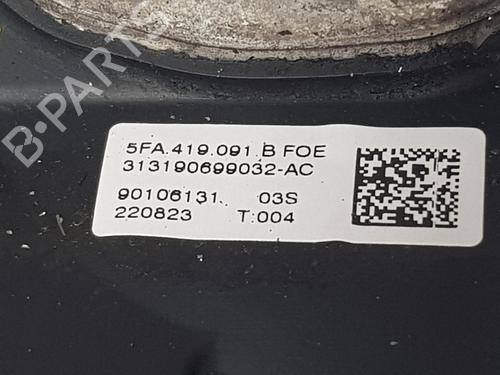 B-PARTS
5FA.419.091.B FOE
313190699032-AC
90106131. 03S
220823 T:004